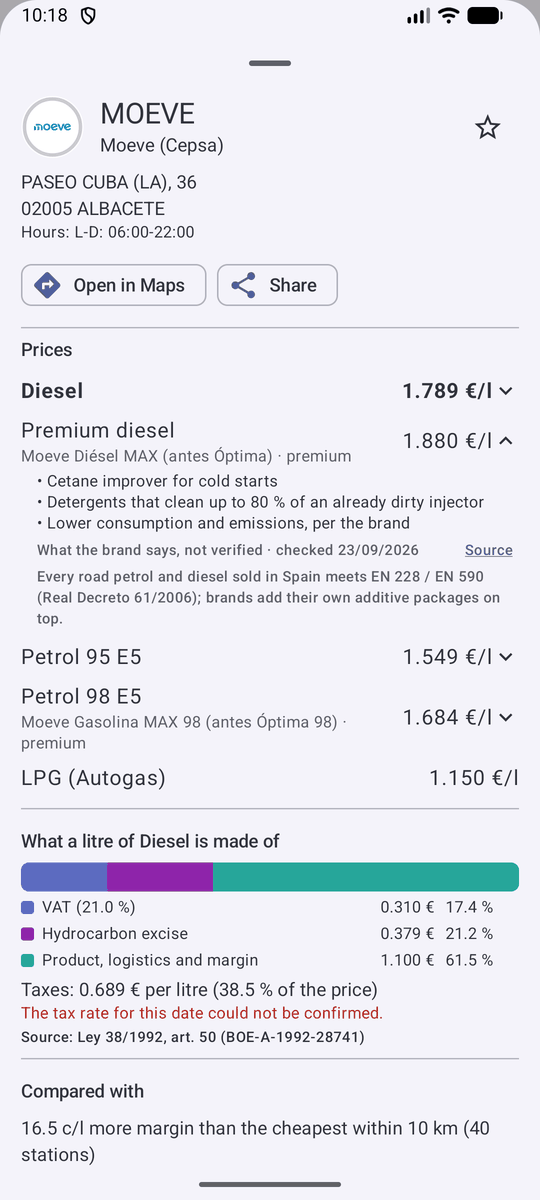 10:18
moeve
MOEVE
Moeve (Cepsa)
PASEO CUBA (LA), 36
02005 ALBACETE
Hours: L-D: 06:00-22:00
Open in Maps
Share
Prices
Diesel 1.789 €/l
Premium diesel 1.880 €/l
Moeve Diésel MAX (antes Óptima) · premium
• Cetane improver for cold starts
• Detergents that clean up to 80 % of an already dirty injector
• Lower consumption and emissions, per the brand
What the brand says, not verified · checked 23/09/2026 Source
Every road petrol and diesel sold in Spain meets EN 228 / EN 590
(Real Decreto 61/2006); brands add their own additive packages on
top.
Petrol 95 E5 1.549 €/l
Petrol 98 E5 1.684 €/l
Moeve Gasolina MAX 98 (antes Óptima 98) ·
premium
LPG (Autogas) 1.150 €/l
What a litre of Diesel is made of
VAT (21.0 %) 0.310 € 17.4 %
Hydrocarbon excise 0.379 € 21.2 %
Product, logistics and margin 1.100 € 61.5 %
Taxes: 0.689 € per litre (38.5 % of the price)
The tax rate for this date could not be confirmed.
Source: Ley 38/1992, art. 50 (BOE-A-1992-28741)
Compared with
16.5 c/l more margin than the cheapest within 10 km (40
stations)